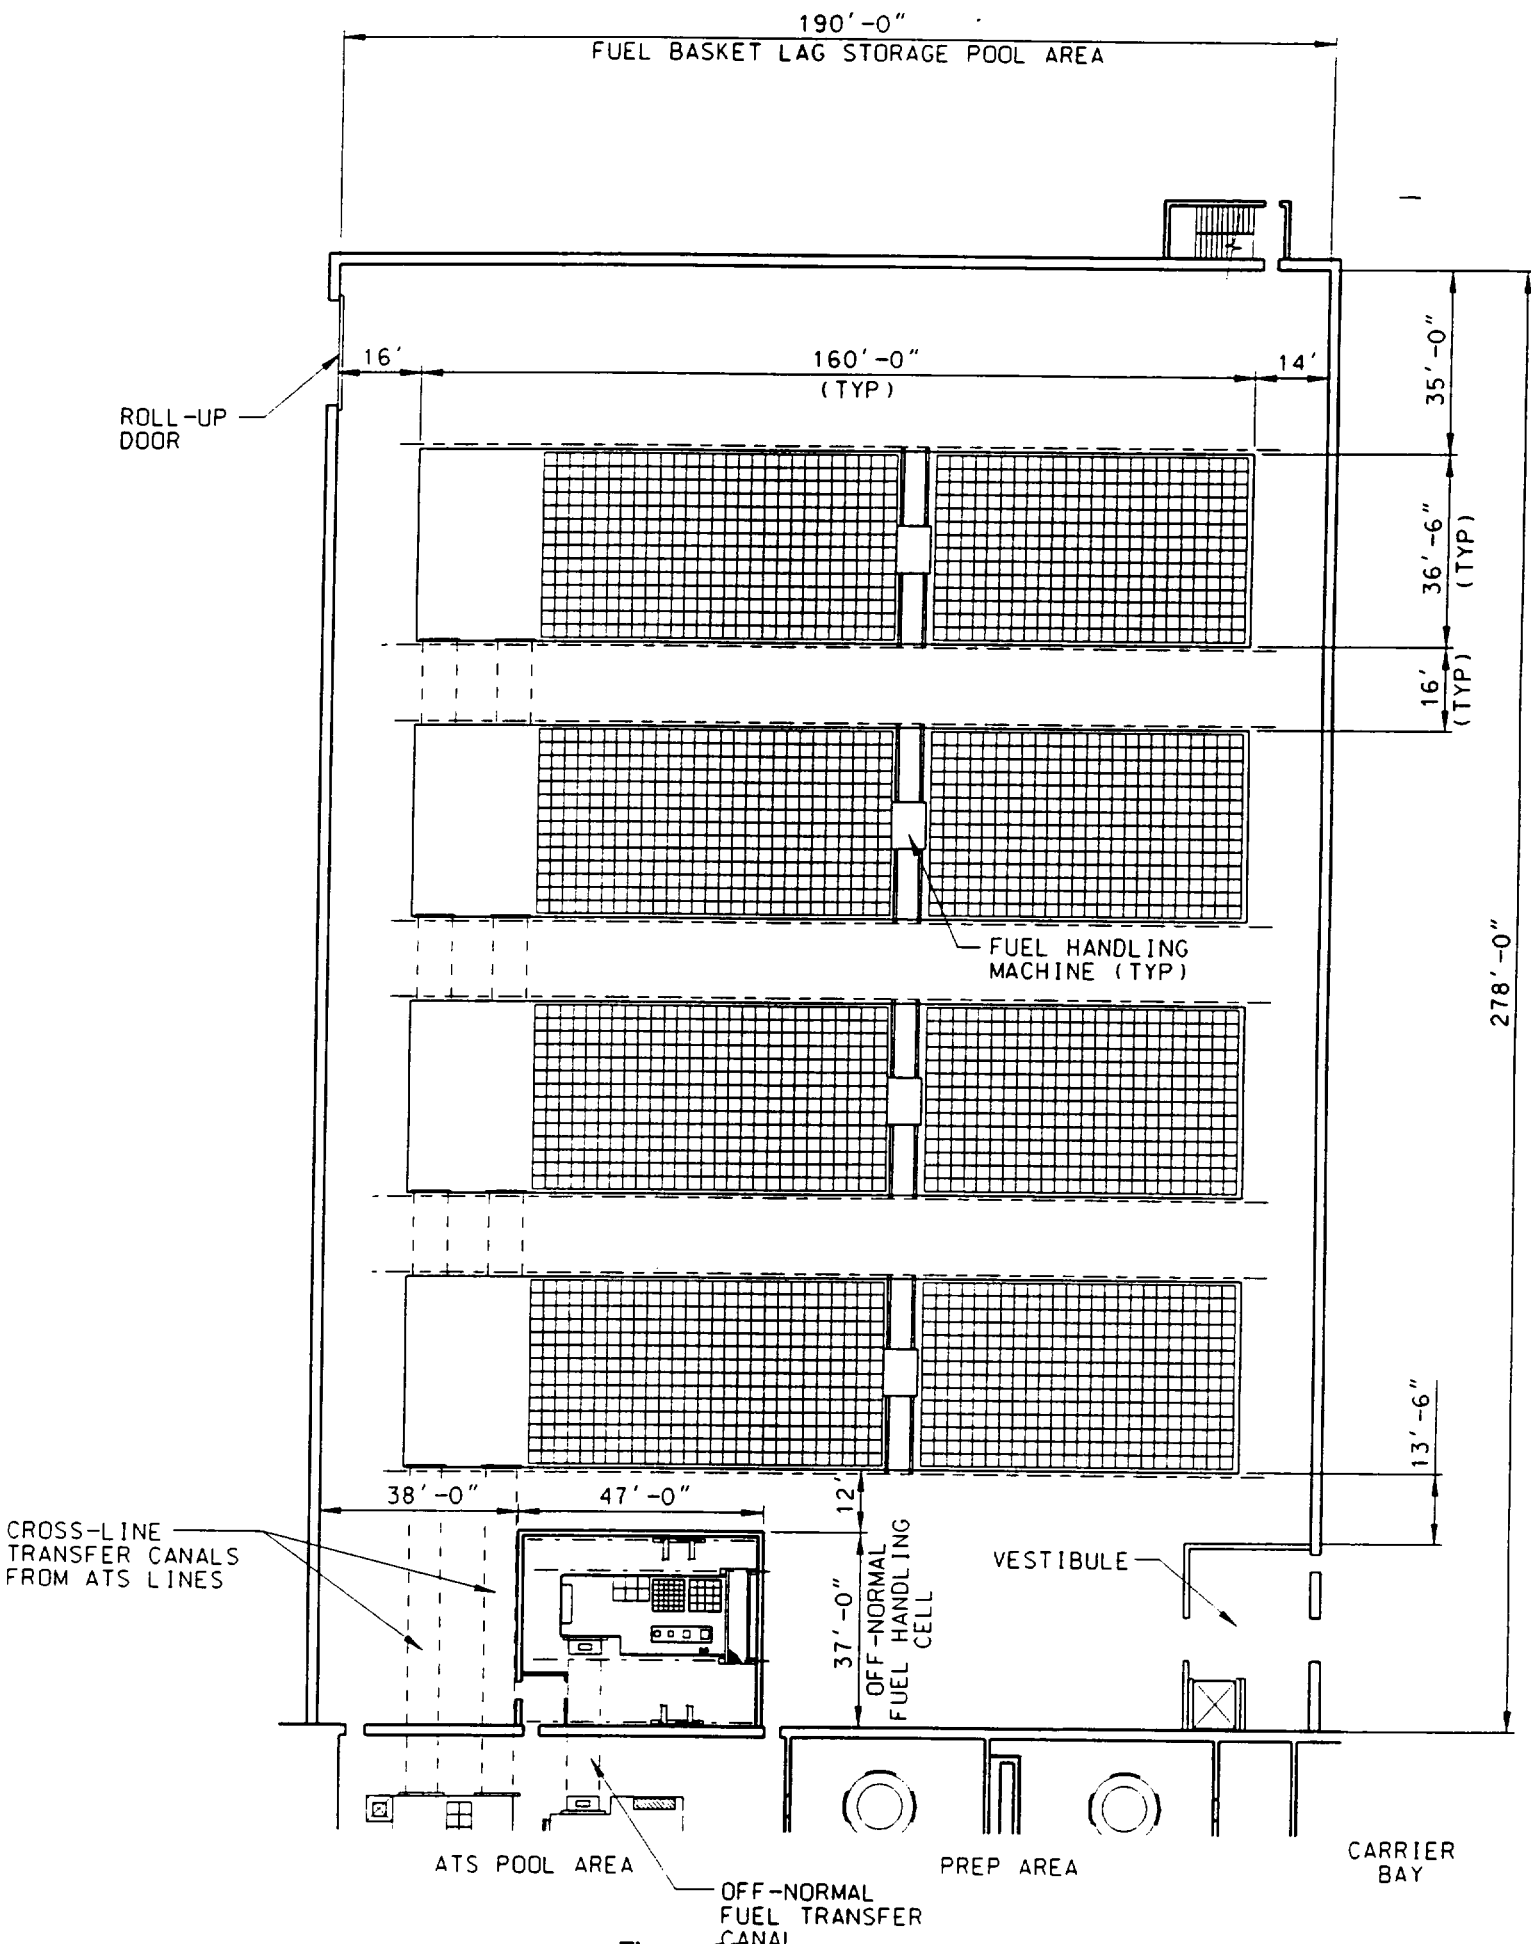 190'-0"
FUEL BASKET LAG STORAGE POOL AREA
16'
160'-0"
(TYP)
14'
35'-0"
ROLL-UP
DOOR
36'-6"
(TYP)
16'
(TYP)
FUEL HANDLING
MACHINE (TYP)
278'-0"
13'-6"
38'-0"
47'-0"
12'
CROSS-LINE
TRANSFER CANALS
FROM ATS LINES
37'-0"
OFF-NORMAL
FUEL HANDLING
CELL
VESTIBULE
ATS POOL AREA
PREP AREA
CARRIER
BAY
OFF-NORMAL
FUEL TRANSFER
CANAL